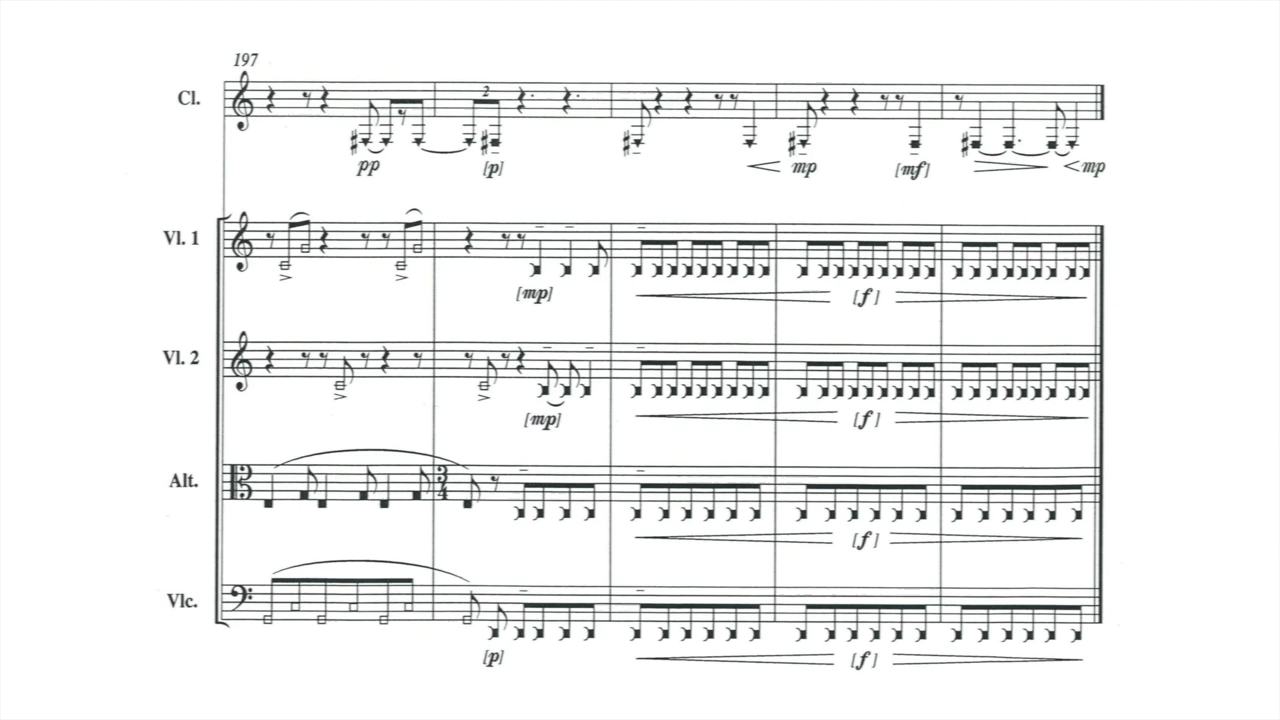 197
Cl.
2
pp [p] mp [mf] mp
Vl. 1
[mp] [f]
Vl. 2
[mp] [f]
Alt.
3
4
[f]
Vlc.
[p] [f]